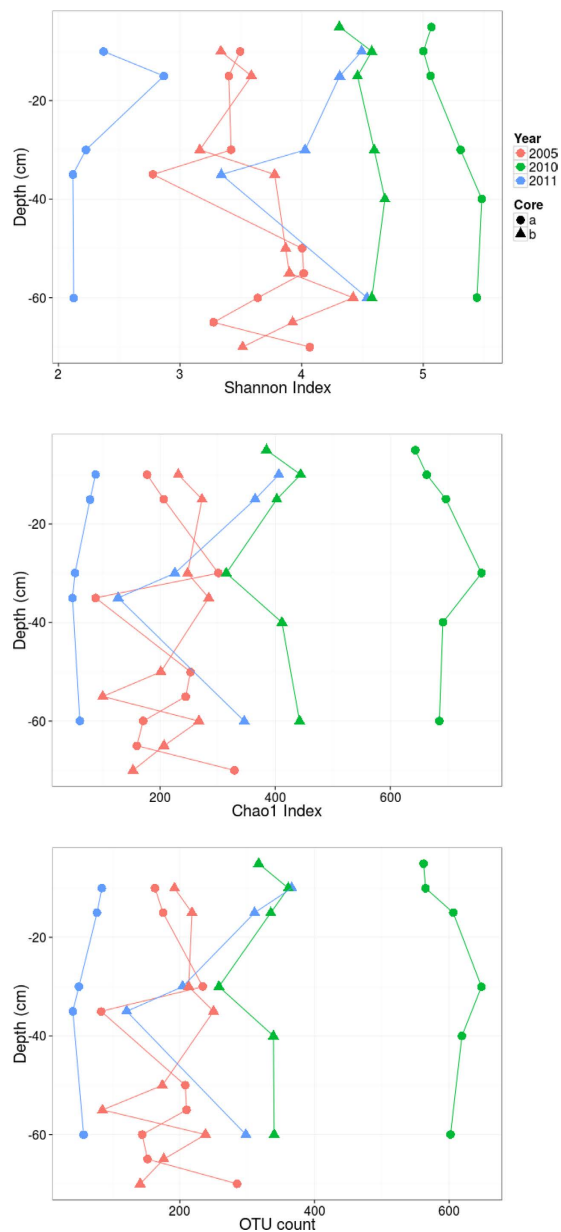 -20
-40
-60
Depth (cm)
2 3 4 5
Shannon Index
Year
2005
2010
2011
Core
a
b
-20
-40
-60
Depth (cm)
200 400 600
Chao1 Index
-20
-40
-60
Depth (cm)
200 400 600
OTU count